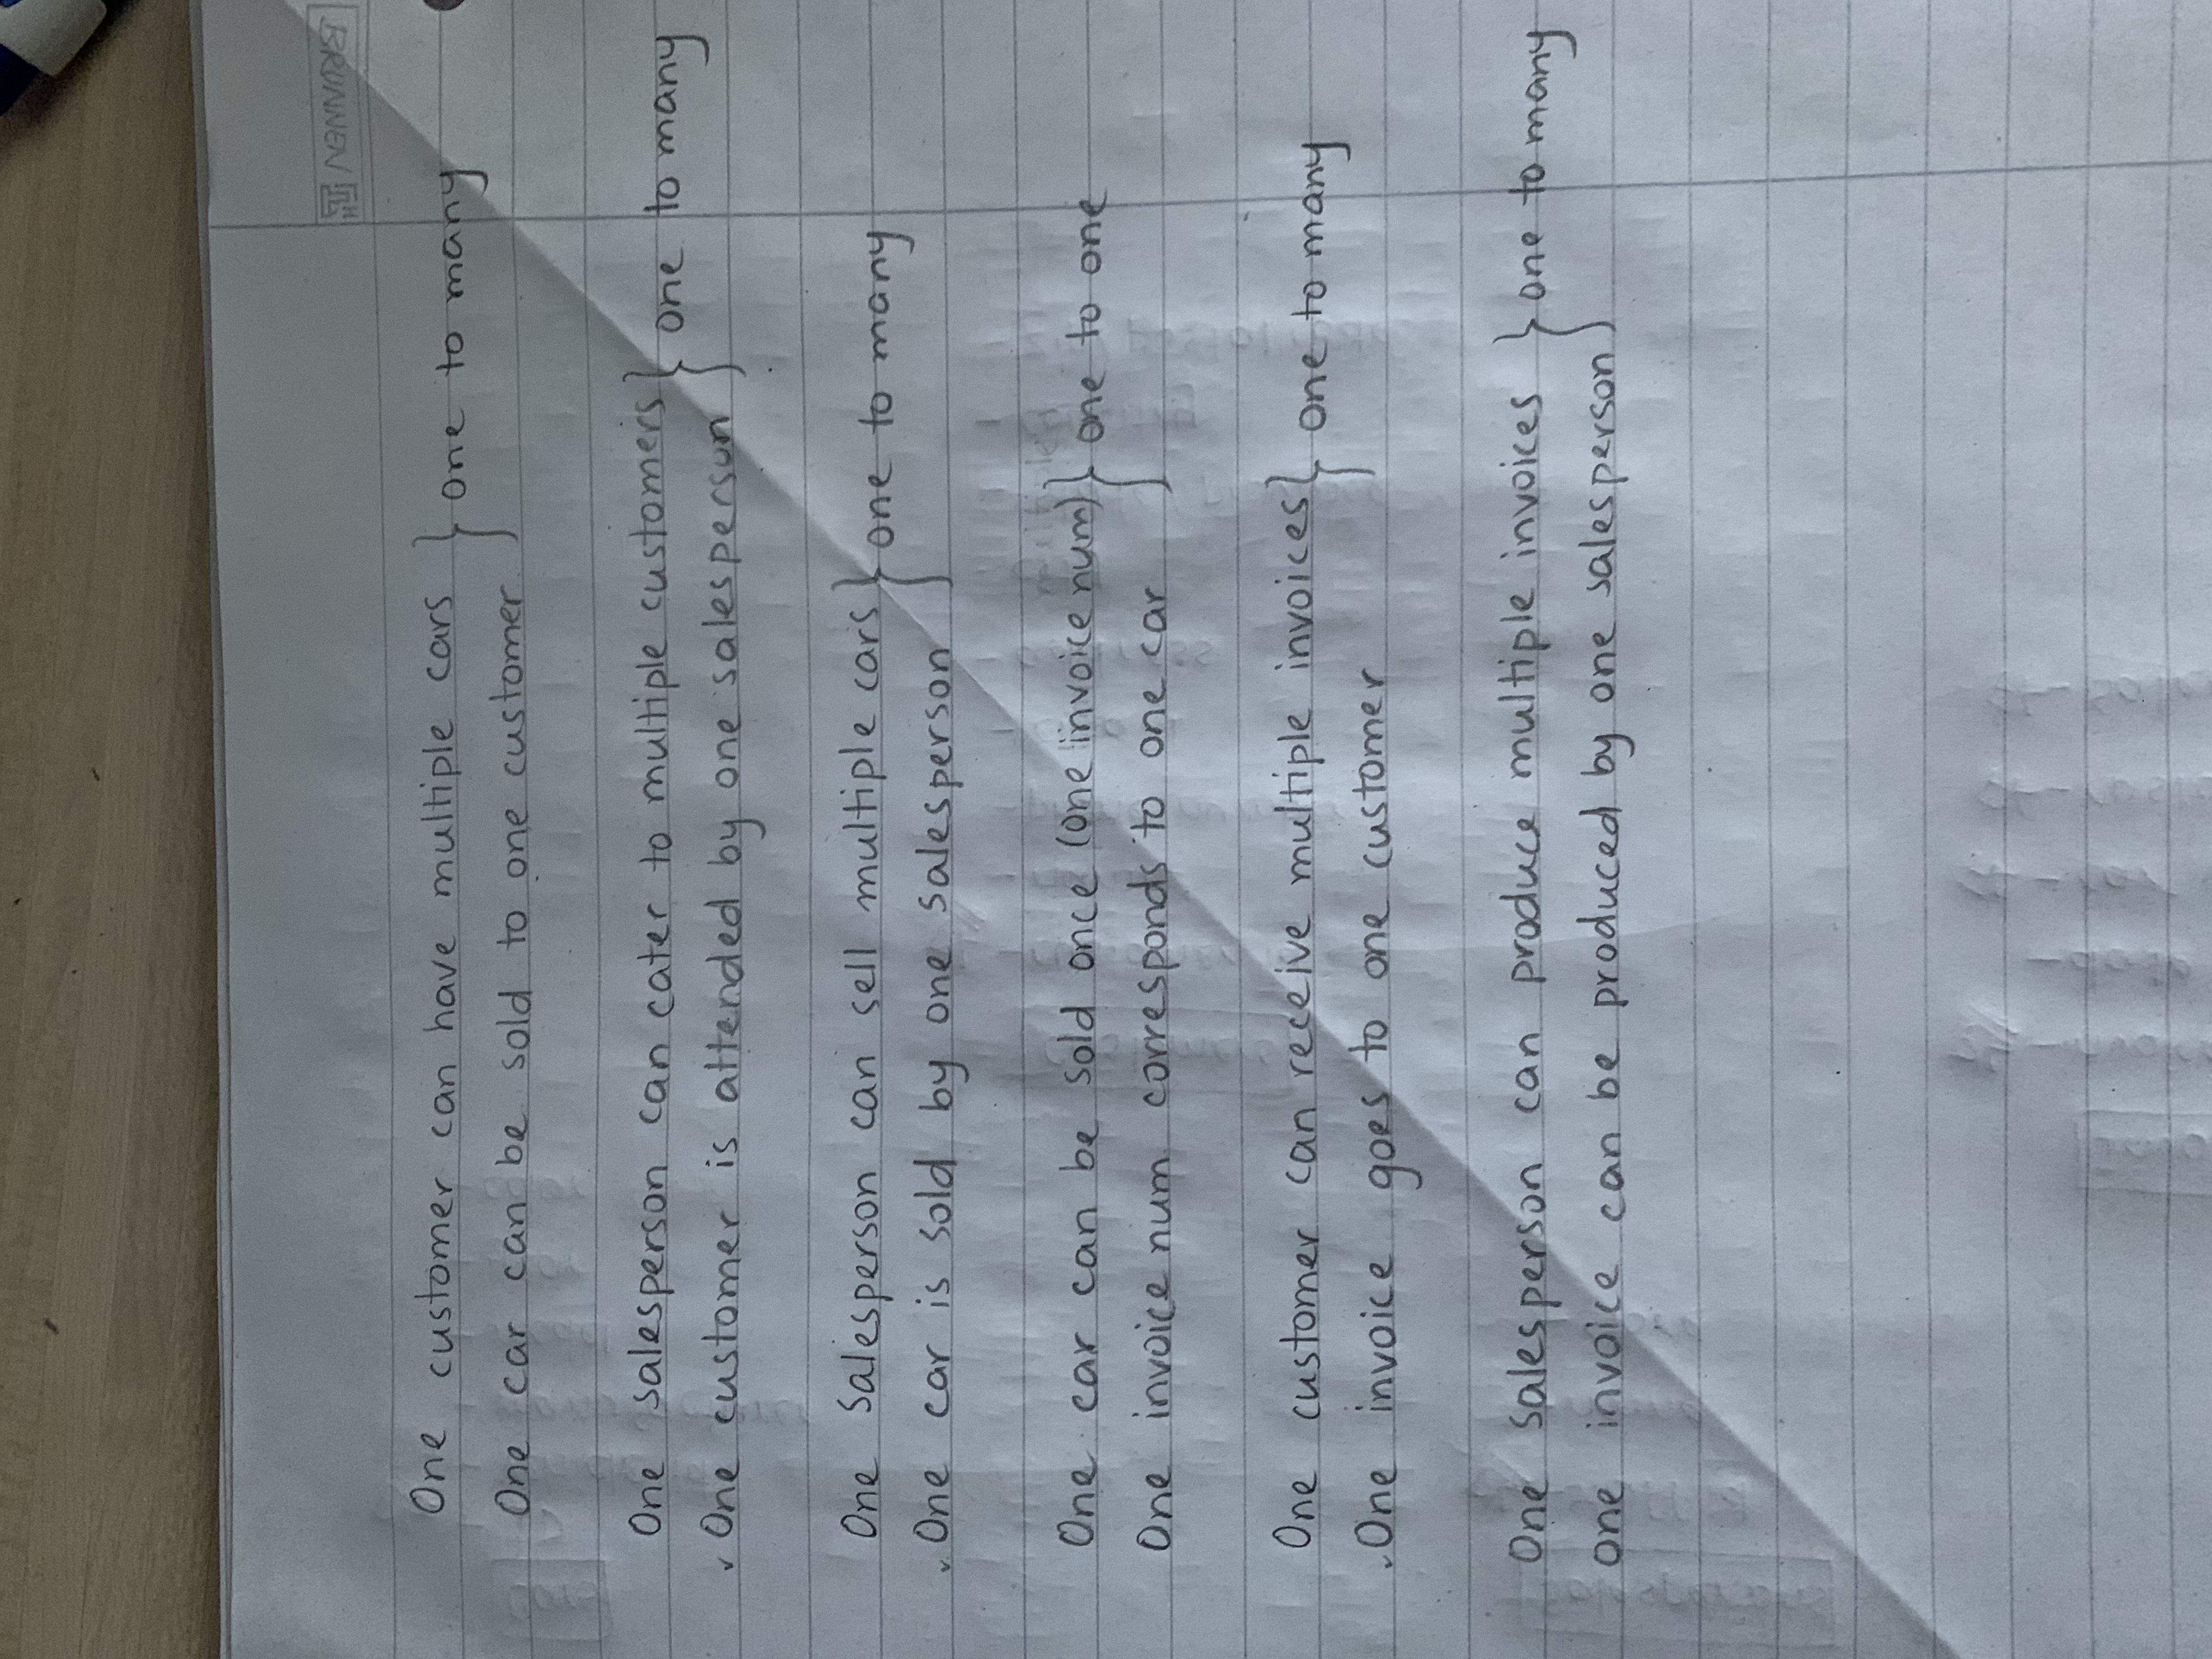 BRUNNEN
One customer can have multiple cars } one to many
One car can be sold to one customer
One salesperson can cater to multiple customers } one to many
✓ One customer is attended by one salesperson
One salesperson can sell multiple cars } one to many
✓ One car is sold by one salesperson
One car can be sold once (one invoice num) } one to one
One invoice num corresponds to one car
One customer can receive multiple invoices } one to many
✓ One invoice goes to one customer
One salesperson can produce multiple invoices } one to many
one invoice can be produced by one salesperson